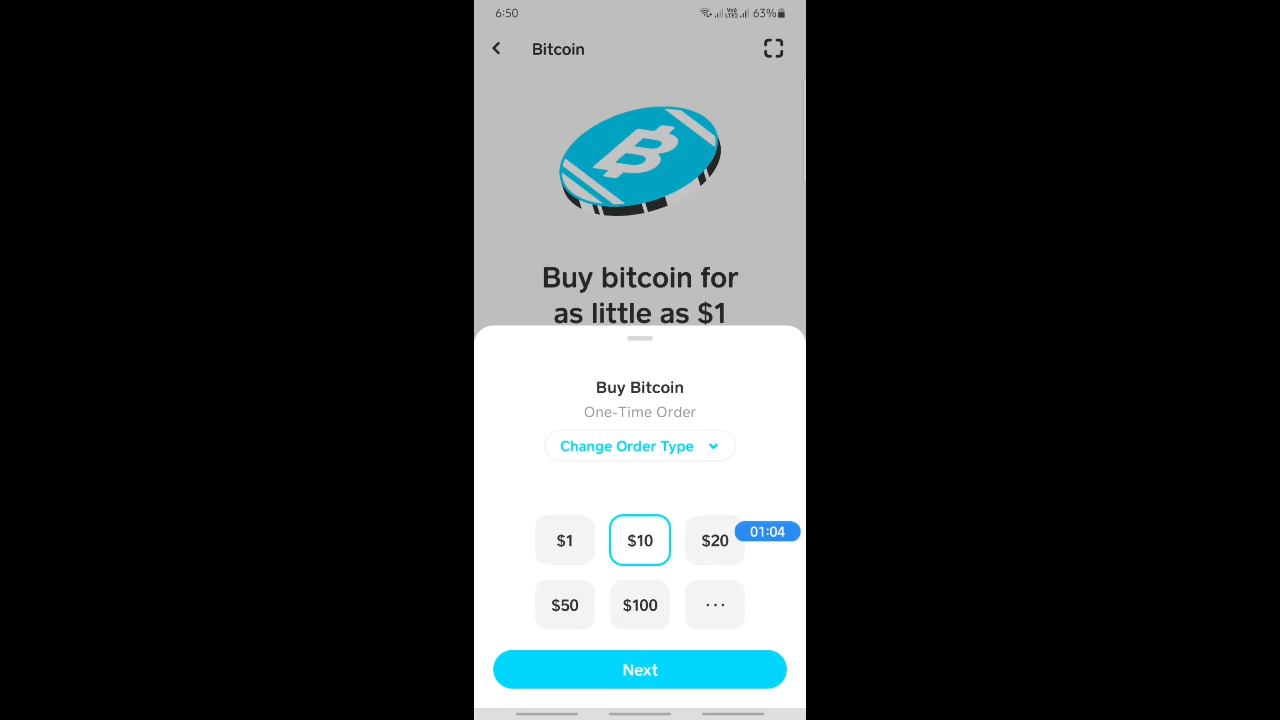 6:50
63%
Bitcoin
Buy bitcoin for
as little as $1
Buy Bitcoin
One-Time Order
Change Order Type
$1
$10
$20
01:04
$50
$100
...
Next